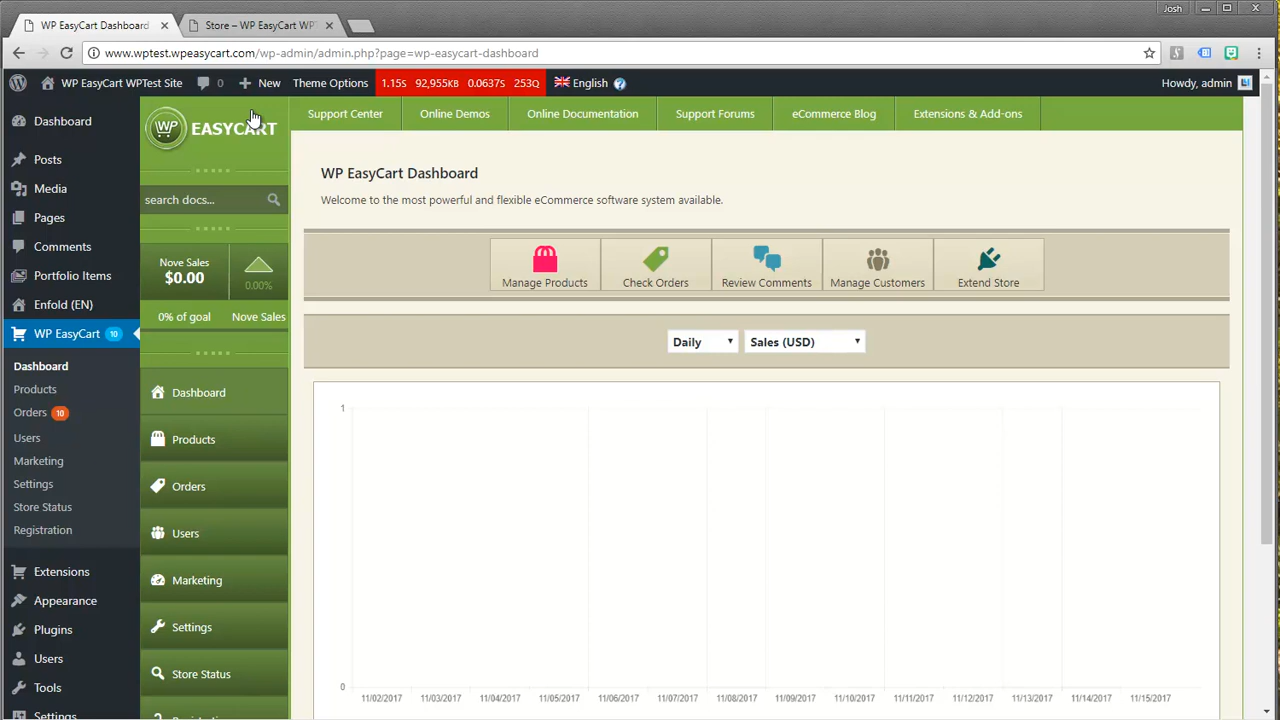 Josh
WP EasyCart Dashboard
Store – WP EasyCart WPT
www.wptest.wpeasycart.com/wp-admin/admin.php?page=wp-easycart-dashboard
WP EasyCart WPTest Site 0 New Theme Options 1.15S 92,955KB 0.0637S 253Q English ? Howdy, admin
Dashboard
Posts
Media
Pages
Comments
Portfolio Items
Enfold (EN)
WP EasyCart 10
Dashboard
Products
Orders 10
Users
Marketing
Settings
Store Status
Registration
Extensions
Appearance
Plugins
Users
Tools
Settings
WP EASYCART
search docs...
Nove Sales
$0.00
0.00%
0% of goal Nove Sales
Dashboard
Products
Orders
Users
Marketing
Settings
Store Status
Registration
Support Center Online Demos Online Documentation Support Forums eCommerce Blog Extensions & Add-ons
WP EasyCart Dashboard
Welcome to the most powerful and flexible eCommerce software system available.
Manage Products Check Orders Review Comments Manage Customers Extend Store
Daily Sales (USD)
1
0
11/02/2017 11/03/2017 11/04/2017 11/05/2017 11/06/2017 11/07/2017 11/08/2017 11/09/2017 11/10/2017 11/11/2017 11/12/2017 11/13/2017 11/14/2017 11/15/2017